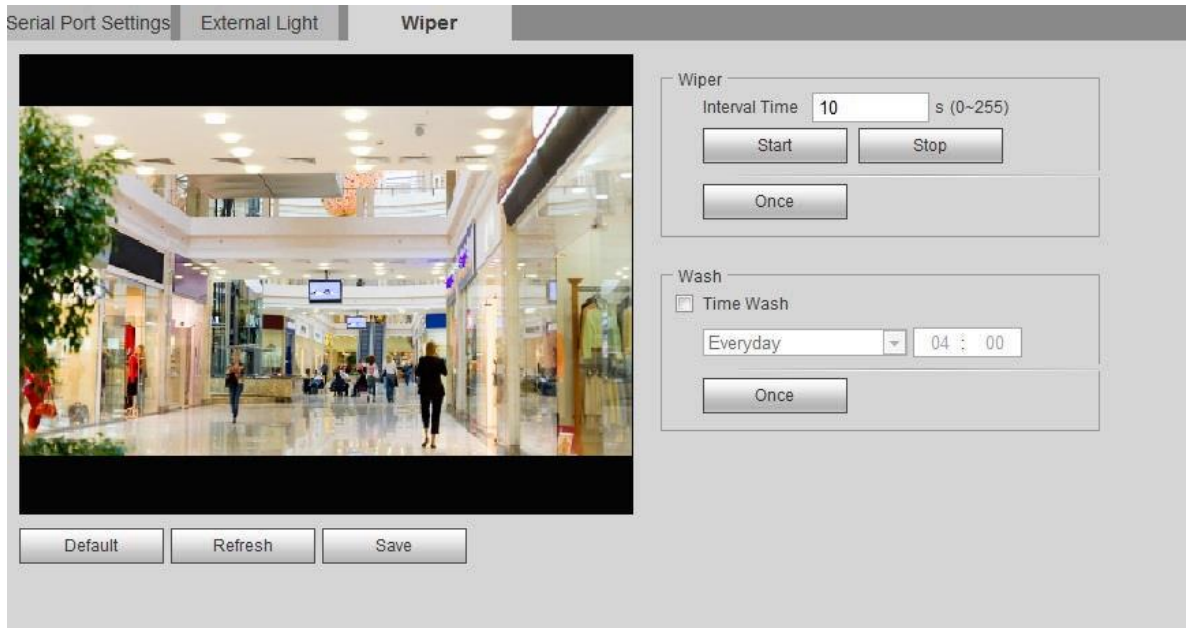 Serial Port Settings External Light Wiper
Wiper
Interval Time 10 s (0~255)
Start Stop
Once
Wash
Time Wash
Everyday 04 : 00
Once
Default Refresh Save